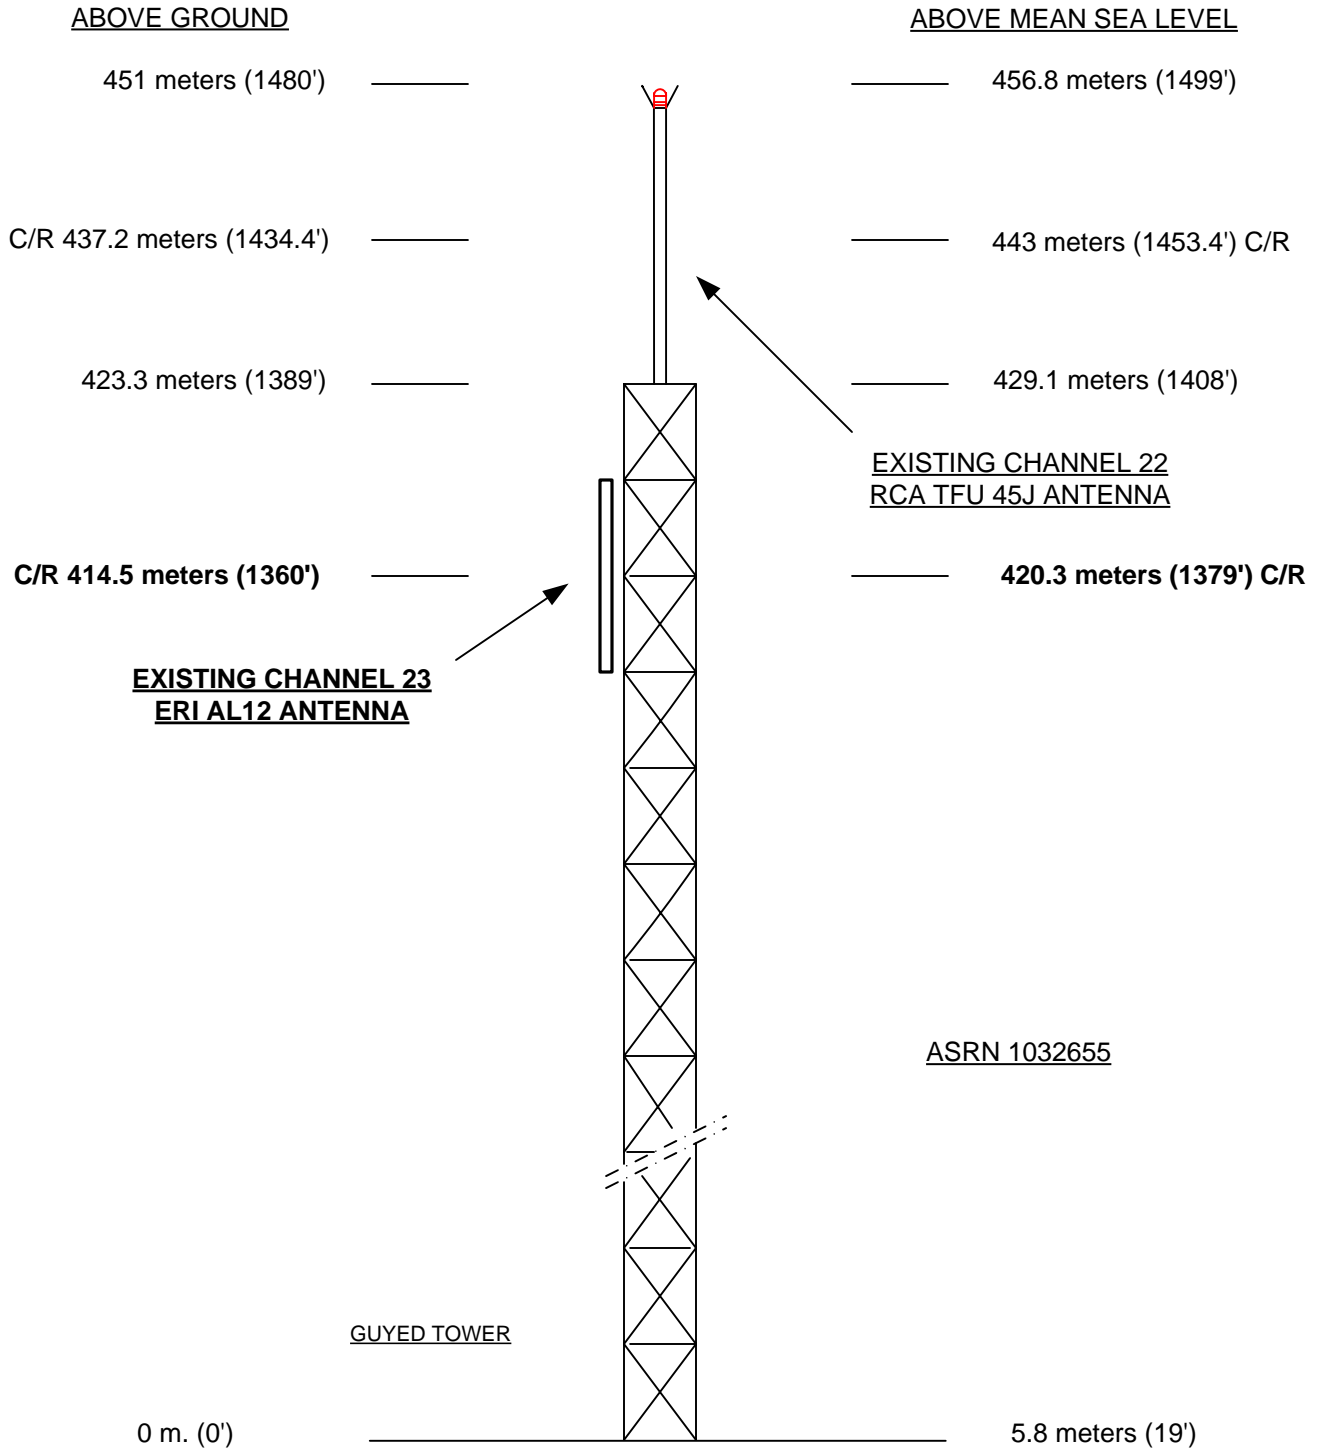 ABOVE GROUND
ABOVE MEAN SEA LEVEL
451 meters (1480')
456.8 meters (1499')
C/R 437.2 meters (1434.4')
443 meters (1453.4') C/R
423.3 meters (1389')
429.1 meters (1408')
EXISTING CHANNEL 22
RCA TFU 45J ANTENNA
C/R 414.5 meters (1360')
420.3 meters (1379') C/R
EXISTING CHANNEL 23
ERI AL12 ANTENNA
ASRN 1032655
GUYED TOWER
0 m. (0')
5.8 meters (19')